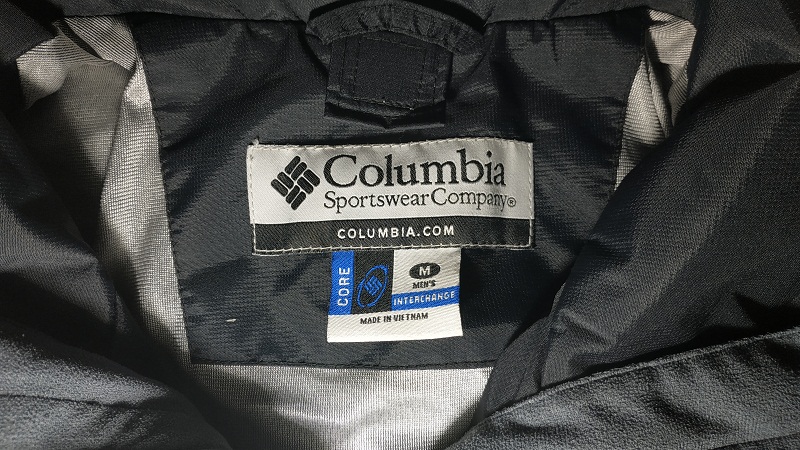 Columbia
Sportswear Company®
COLUMBIA.COM
CORE
M
MEN'S
INTERCHANGE
MADE IN VIETNAM